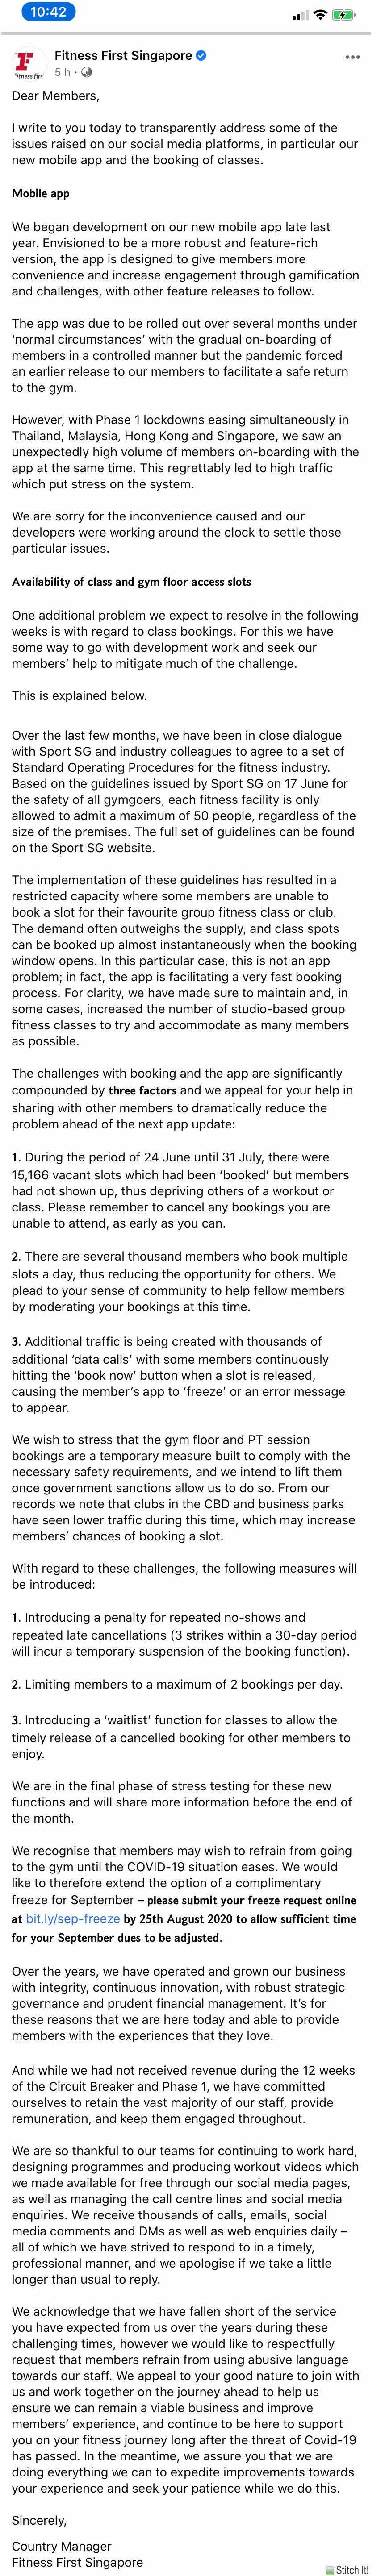 10:42
Fitness First Singapore
5 h ·
fitness first
Dear Members,
I write to you today to transparently address some of the
issues raised on our social media platforms, in particular our
new mobile app and the booking of classes.
Mobile app
We began development on our new mobile app late last
year. Envisioned to be a more robust and feature-rich
version, the app is designed to give members more
convenience and increase engagement through gamification
and challenges, with other feature releases to follow.
The app was due to be rolled out over several months under
‘normal circumstances’ with the gradual on-boarding of
members in a controlled manner but the pandemic forced
an earlier release to our members to facilitate a safe return
to the gym.
However, with Phase 1 lockdowns easing simultaneously in
Thailand, Malaysia, Hong Kong and Singapore, we saw an
unexpectedly high volume of members on-boarding with the
app at the same time. This regrettably led to high traffic
which put stress on the system.
We are sorry for the inconvenience caused and our
developers were working around the clock to settle those
particular issues.
Availability of class and gym floor access slots
One additional problem we expect to resolve in the following
weeks is with regard to class bookings. For this we have
some way to go with development work and seek our
members’ help to mitigate much of the challenge.
This is explained below.
Over the last few months, we have been in close dialogue
with Sport SG and industry colleagues to agree to a set of
Standard Operating Procedures for the fitness industry.
Based on the guidelines issued by Sport SG on 17 June for
the safety of all gymgoers, each fitness facility is only
allowed to admit a maximum of 50 people, regardless of the
size of the premises. The full set of guidelines can be found
on the Sport SG website.
The implementation of these guidelines has resulted in a
restricted capacity where some members are unable to
book a slot for their favourite group fitness class or club.
The demand often outweighs the supply, and class spots
can be booked up almost instantaneously when the booking
window opens. In this particular case, this is not an app
problem; in fact, the app is facilitating a very fast booking
process. For clarity, we have made sure to maintain and, in
some cases, increased the number of studio-based group
fitness classes to try and accommodate as many members
as possible.
The challenges with booking and the app are significantly
compounded by three factors and we appeal for your help in
sharing with other members to dramatically reduce the
problem ahead of the next app update:
1. During the period of 24 June until 31 July, there were
15,166 vacant slots which had been ‘booked’ but members
had not shown up, thus depriving others of a workout or
class. Please remember to cancel any bookings you are
unable to attend, as early as you can.
2. There are several thousand members who book multiple
slots a day, thus reducing the opportunity for others. We
plead to your sense of community to help fellow members
by moderating your bookings at this time.
3. Additional traffic is being created with thousands of
additional ‘data calls’ with some members continuously
hitting the ‘book now’ button when a slot is released,
causing the member’s app to ‘freeze’ or an error message
to appear.
We wish to stress that the gym floor and PT session
bookings are a temporary measure built to comply with the
necessary safety requirements, and we intend to lift them
once government sanctions allow us to do so. From our
records we note that clubs in the CBD and business parks
have seen lower traffic during this time, which may increase
members’ chances of booking a slot.
With regard to these challenges, the following measures will
be introduced:
1. Introducing a penalty for repeated no-shows and
repeated late cancellations (3 strikes within a 30-day period
will incur a temporary suspension of the booking function).
2. Limiting members to a maximum of 2 bookings per day.
3. Introducing a ‘waitlist’ function for classes to allow the
timely release of a cancelled booking for other members to
enjoy.
We are in the final phase of stress testing for these new
functions and will share more information before the end of
the month.
We recognise that members may wish to refrain from going
to the gym until the COVID-19 situation eases. We would
like to therefore extend the option of a complimentary
freeze for September – please submit your freeze request online
at bit.ly/sep-freeze by 25th August 2020 to allow sufficient time
for your September dues to be adjusted.
Over the years, we have operated and grown our business
with integrity, continuous innovation, with robust strategic
governance and prudent financial management. It’s for
these reasons that we are here today and able to provide
members with the experiences that they love.
And while we had not received revenue during the 12 weeks
of the Circuit Breaker and Phase 1, we have committed
ourselves to retain the vast majority of our staff, provide
remuneration, and keep them engaged throughout.
We are so thankful to our teams for continuing to work hard,
designing programmes and producing workout videos which
we made available for free through our social media pages,
as well as managing the call centre lines and social media
enquiries. We receive thousands of calls, emails, social
media comments and DMs as well as web enquiries daily –
all of which we have strived to respond to in a timely,
professional manner, and we apologise if we take a little
longer than usual to reply.
We acknowledge that we have fallen short of the service
you have expected from us over the years during these
challenging times, however we would like to respectfully
request that members refrain from using abusive language
towards our staff. We appeal to your good nature to join with
us and work together on the journey ahead to help us
ensure we can remain a viable business and improve
members’ experience, and continue to be here to support
you on your fitness journey long after the threat of Covid-19
has passed. In the meantime, we assure you that we are
doing everything we can to expedite improvements towards
your experience and seek your patience while we do this.
Sincerely,
Country Manager
Fitness First Singapore
Stitch It!